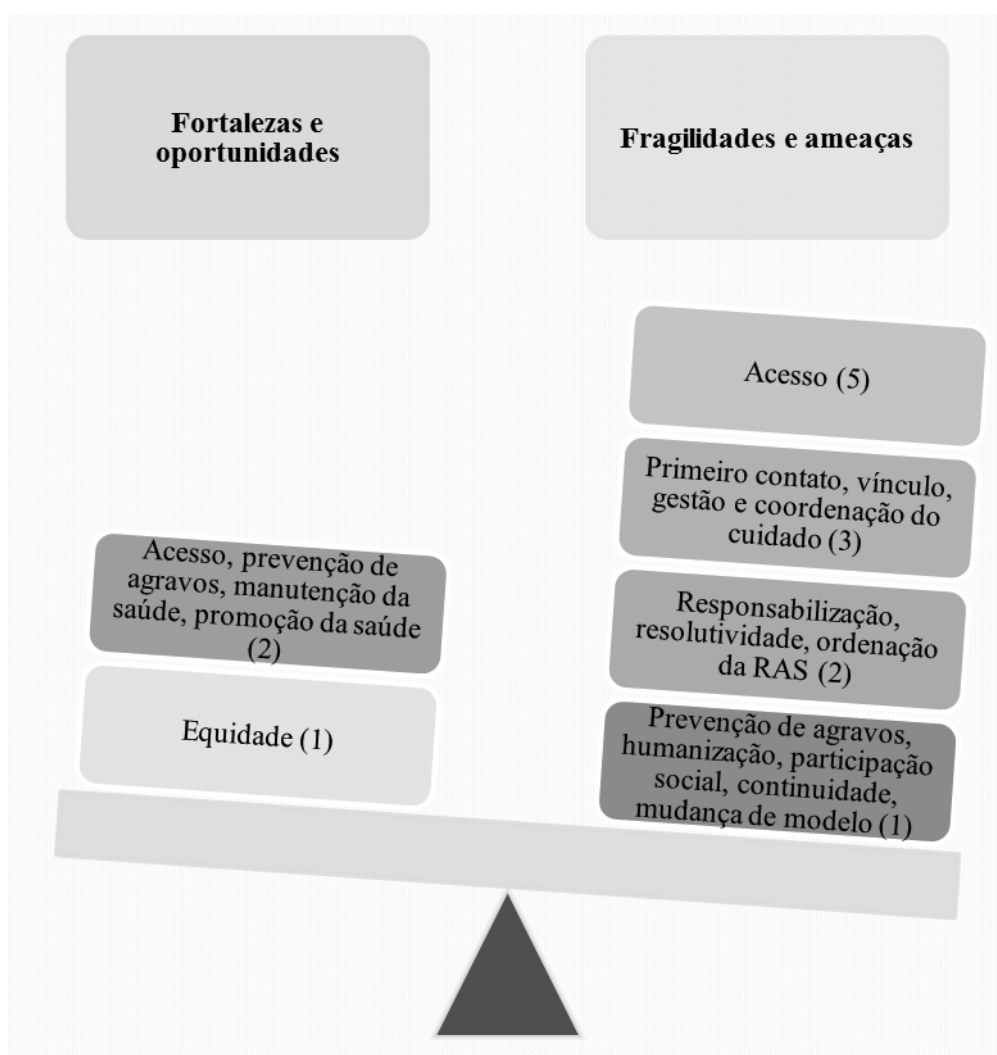 Fortalezas e
oportunidades
Fragilidades e ameaças
Acesso, prevenção de
agravos, manutenção da
saúde, promoção da saúde
(2)
Equidade (1)
Acesso (5)
Primeiro contato, vínculo,
gestão e coordenação do
cuidado (3)
Responsabilização,
resolutividade, ordenação
da RAS (2)
Prevenção de agravos,
humanização, participação
social, continuidade,
mudança de modelo (1)